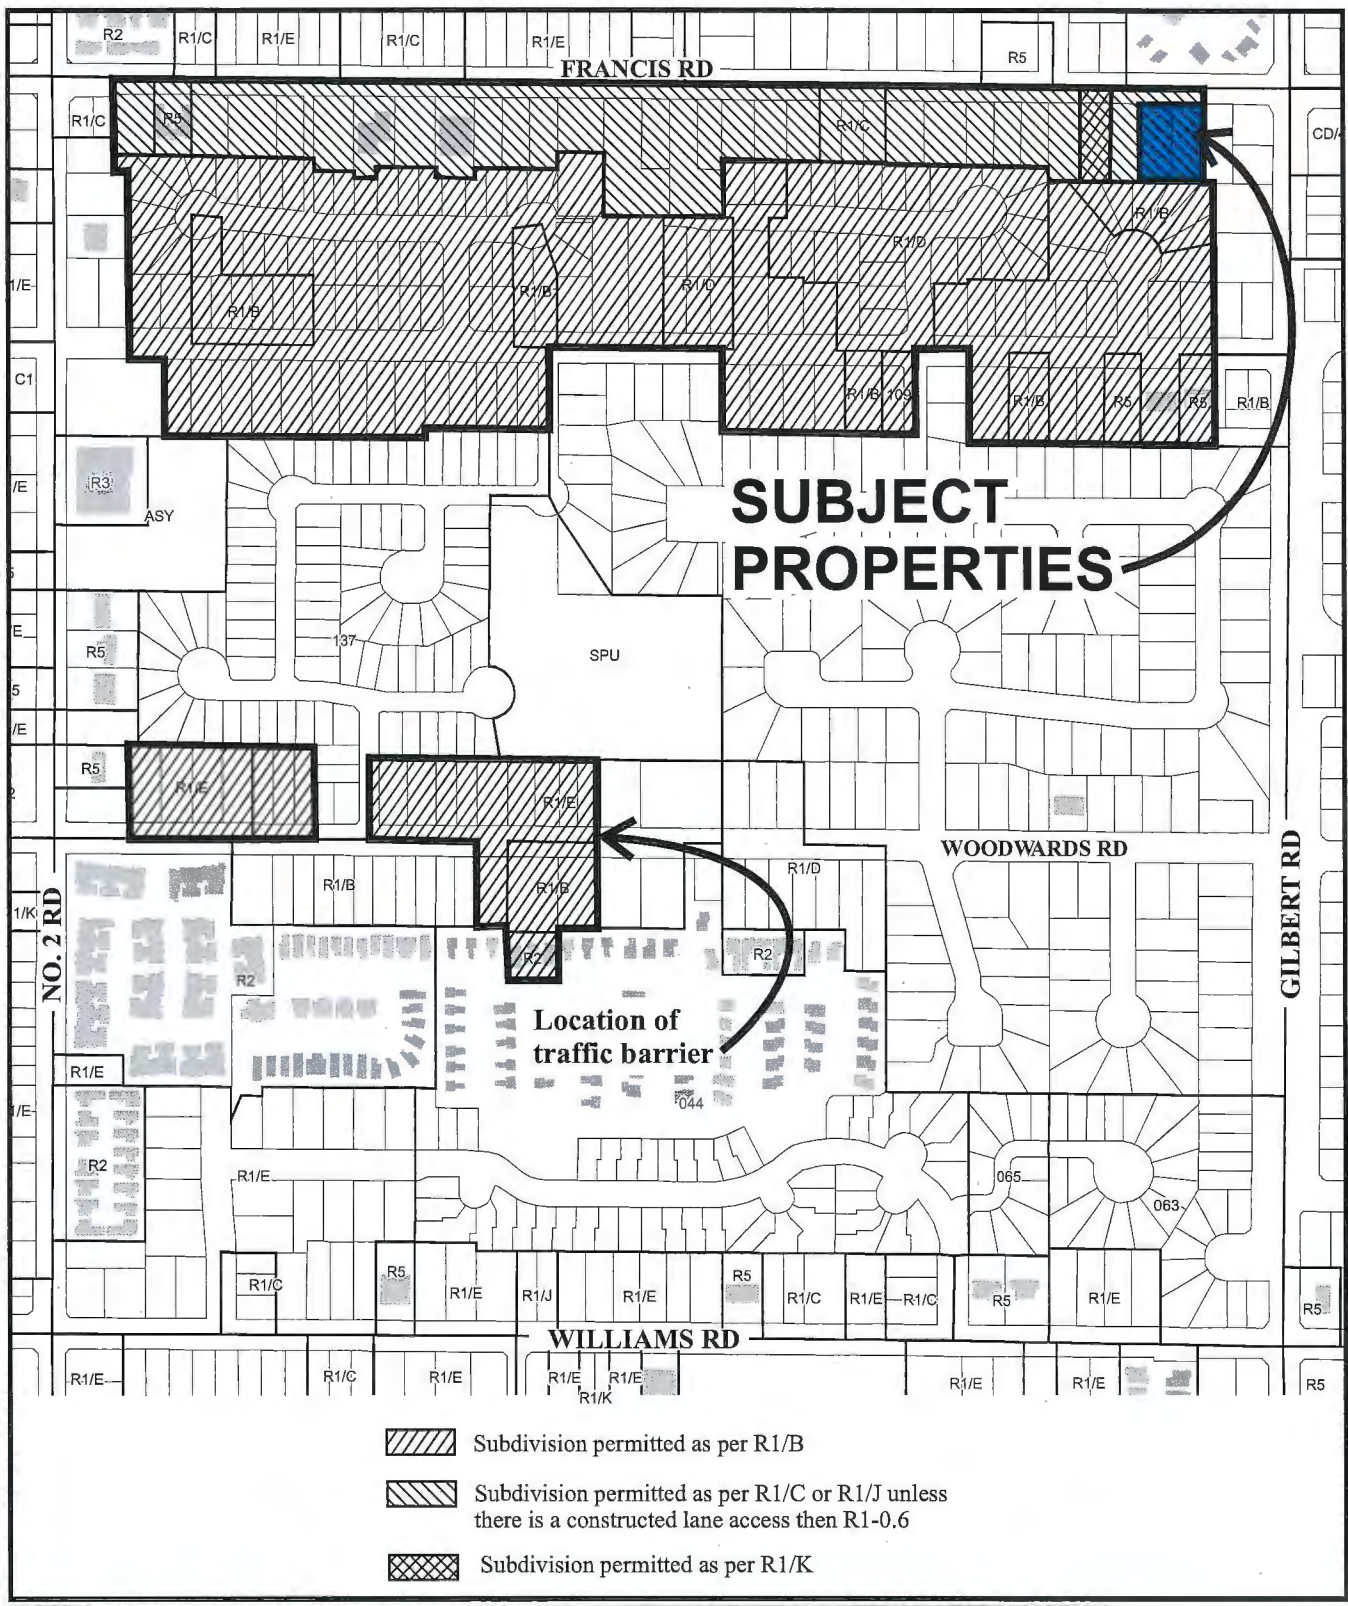 R2
R1/C
R1/E
R1/C
R1/E
R5
FRANCIS RD
R1/C
R5
R1/C
CD/
R1/B
R1/D
1/E
R1/B
R1/B
R1/D
C1
R1/B
109
R1/B
R5
R5
R1/B
/E
R3
ASY
SUBJECT
PROPERTIES
E
R5
137
SPU
5
/E
R5
R1/E
R1/E
WOODWARDS RD
R1/B
R1/B
R1/D
1/K
NO. 2 RD
GILBERT RD
R2
R2
R2
Location of
traffic barrier
R1/E
044
1/E
R2
R1/E
065
063
R1/C
R5
R1/E
R1/J
R1/E
R5
R1/C
R1/E
R1/C
R5
R1/E
R5
WILLIAMS RD
R1/E
R1/C
R1/E
R1/E
R1/E
R1/K
R1/E
R1/E
R5
Subdivision permitted as per R1/B
Subdivision permitted as per R1/C or R1/J unless
there is a constructed lane access then R1-0.6
Subdivision permitted as per R1/K